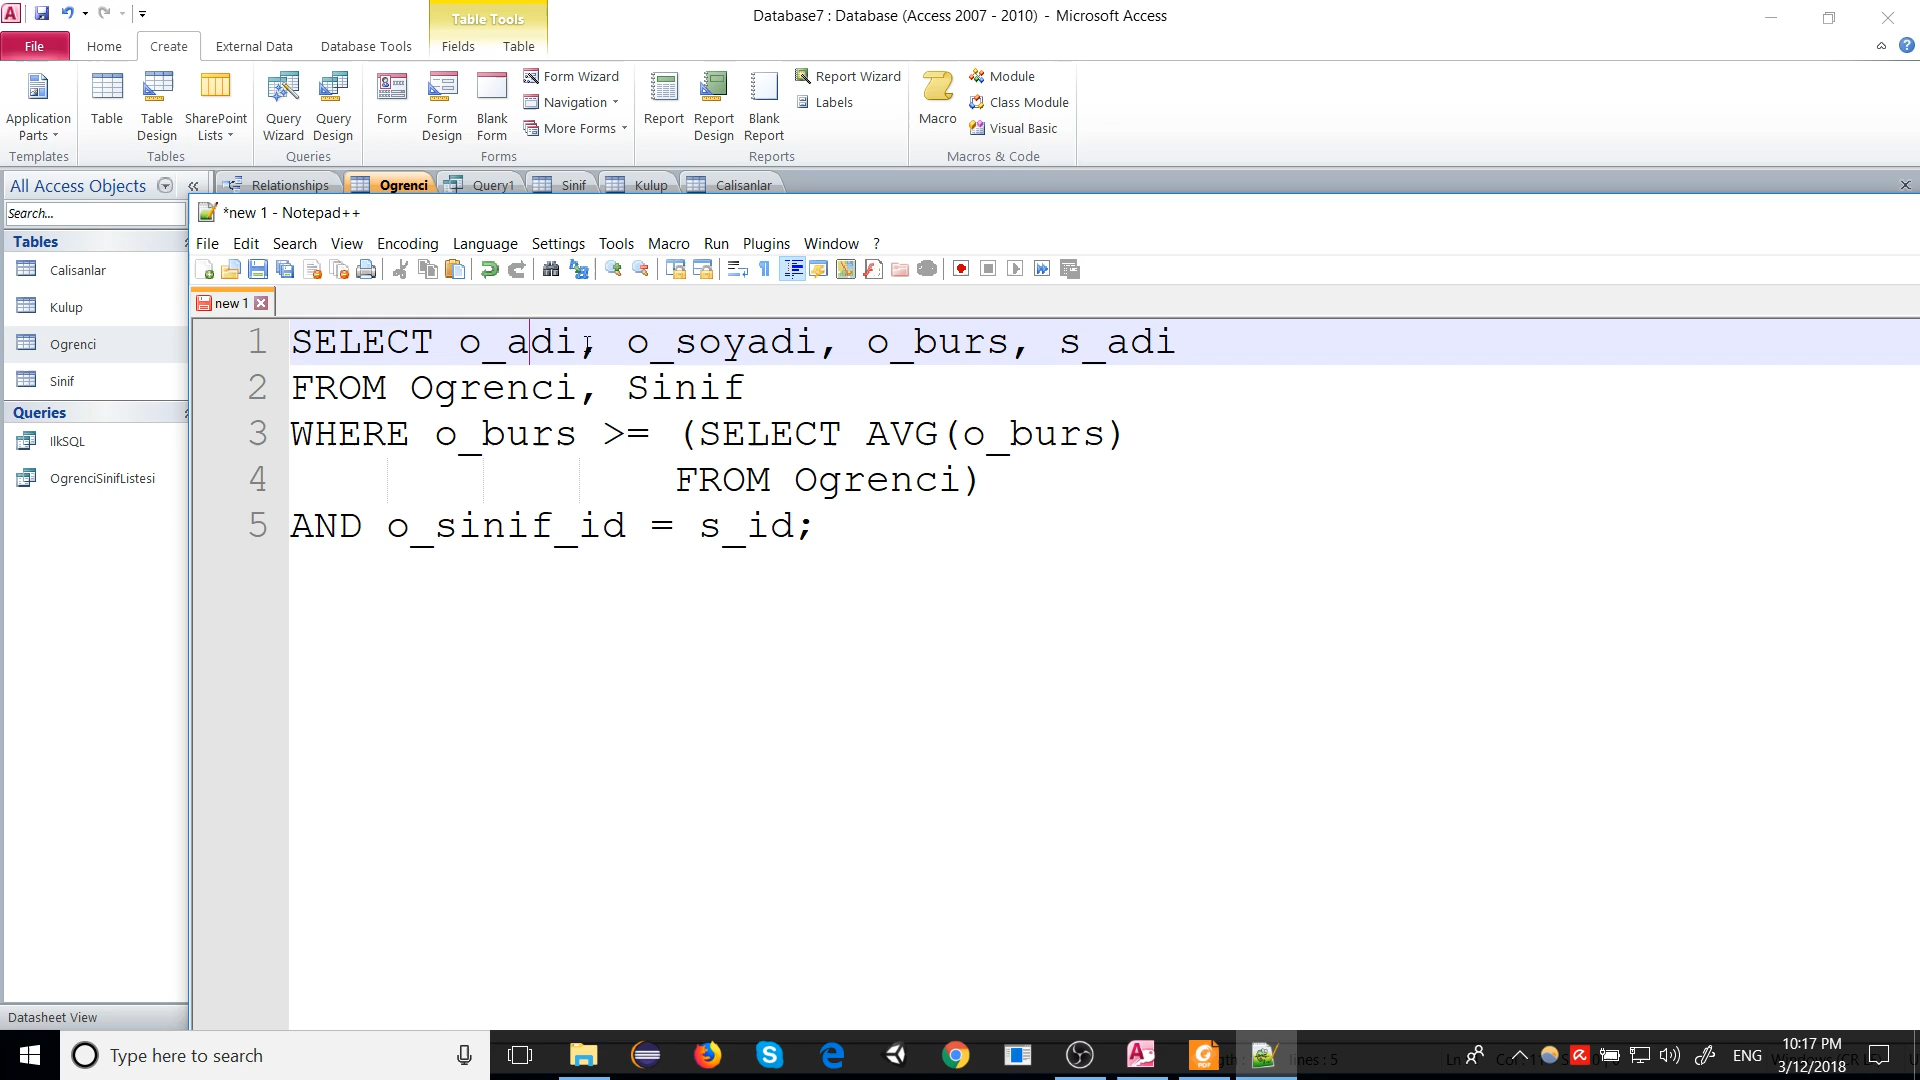 Database7 : Database (Access 2007 - 2010) - Microsoft Access
Table Tools
File Home Create External Data Database Tools Fields Table
Application Parts
Table
Table Design
SharePoint Lists
Query Wizard
Query Design
Form
Form Design
Blank Form
Form Wizard
Navigation
More Forms
Report
Report Design
Blank Report
Report Wizard
Labels
Macro
Module
Class Module
Visual Basic
Templates Tables Queries Forms Reports Macros & Code
All Access Objects
Relationships Ogrenci Query1 Sinif Kulup Calisanlar
Search...
Tables
Calisanlar
Kulup
Ogrenci
Sinif
Queries
IlkSQL
OgrenciSinifListesi
*new 1 - Notepad++
File Edit Search View Encoding Language Settings Tools Macro Run Plugins Window ?
new 1
1 SELECT o_adi, o_soyadi, o_burs, s_adi
2 FROM Ogrenci, Sinif
3 WHERE o_burs >= (SELECT AVG(o_burs)
4 FROM Ogrenci)
5 AND o_sinif_id = s_id;
Datasheet View
Type here to search
lines : 5
ENG
10:17 PM
3/12/2018